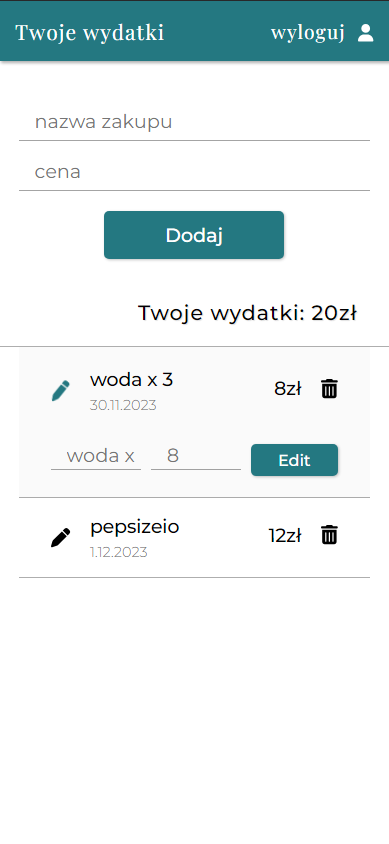 Twoje wydatki wyloguj
nazwa zakupu
cena
Dodaj
Twoje wydatki: 20zł
woda x 3 8zł
30.11.2023
woda x 8 Edit
pepsizeio 12zł
1.12.2023